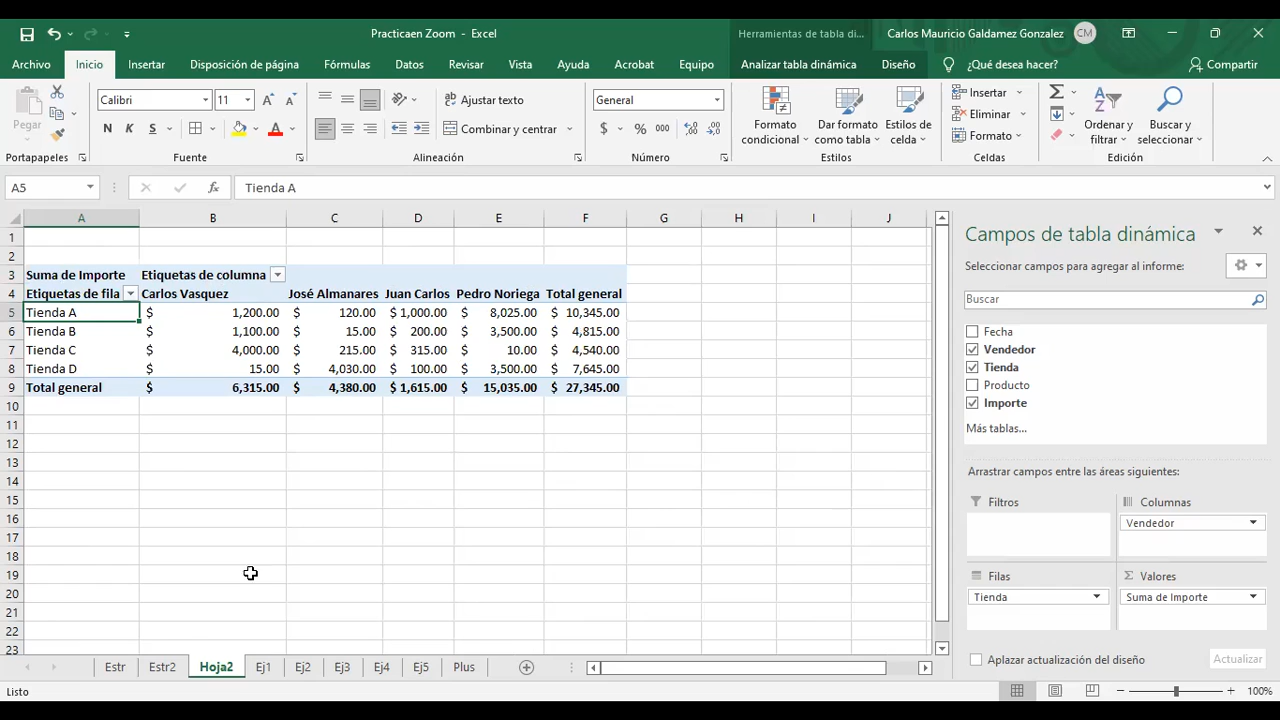 Practicaen Zoom - Excel
Herramientas de tabla di...
Carlos Mauricio Galdamez Gonzalez
CM
Archivo Inicio Insertar Disposición de página Fórmulas Datos Revisar Vista Ayuda Acrobat Equipo Analizar tabla dinámica Diseño ¿Qué desea hacer? Compartir
Pegar
Calibri 11
N K S
Ajustar texto
Combinar y centrar
General
$ % 000
Formato condicional
Dar formato como tabla
Estilos de celda
Insertar
Eliminar
Formato
Ordenar y filtrar
Buscar y seleccionar
Portapapeles Fuente Alineación Número Estilos Celdas Edición
A5 fx Tienda A
A B C D E F G H I J
1
2
3 Suma de Importe Etiquetas de columna
4 Etiquetas de fila Carlos Vasquez José Almanares Juan Carlos Pedro Noriega Total general
5 Tienda A $ 1,200.00 $ 120.00 $ 1,000.00 $ 8,025.00 $ 10,345.00
6 Tienda B $ 1,100.00 $ 15.00 $ 200.00 $ 3,500.00 $ 4,815.00
7 Tienda C $ 4,000.00 $ 215.00 $ 315.00 $ 10.00 $ 4,540.00
8 Tienda D $ 15.00 $ 4,030.00 $ 100.00 $ 3,500.00 $ 7,645.00
9 Total general $ 6,315.00 $ 4,380.00 $ 1,615.00 $ 15,035.00 $ 27,345.00
10
11
12
13
14
15
16
17
18
19
20
21
22
23
Campos de tabla dinámica
Seleccionar campos para agregar al informe:
Buscar
Fecha
Vendedor
Tienda
Producto
Importe
Más tablas...
Arrastrar campos entre las áreas siguientes:
Filtros
Columnas
Vendedor
Filas
Tienda
Σ Valores
Suma de Importe
Aplazar actualización del diseño
Actualizar
Estr Estr2 Hoja2 Ej1 Ej2 Ej3 Ej4 Ej5 Plus
Listo
100%